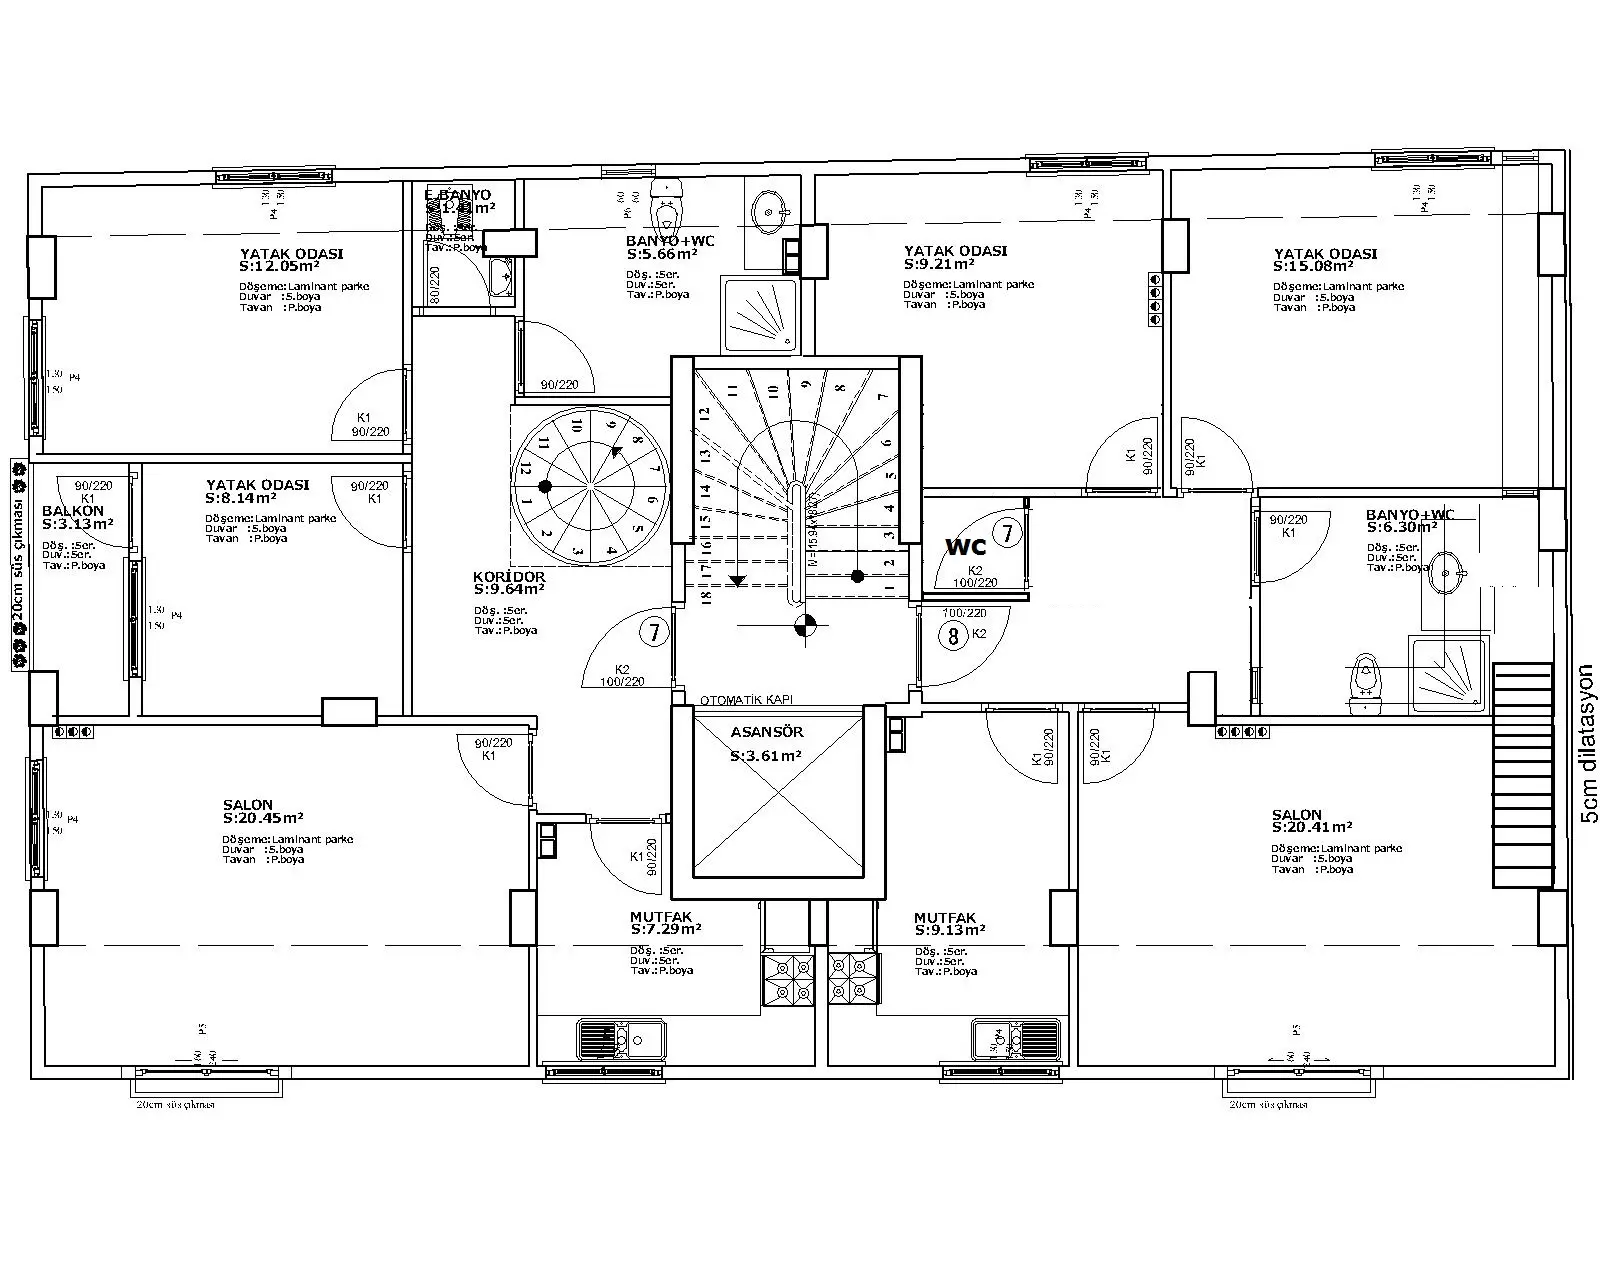 YATAK ODASI
S:12.05m²
Döşeme:Laminant parke
Duvar :S.boya
Tavan :P.boya
1.30
1.50
P4
1.30
1.50
P4
K1
90/220
E.BANYO
Duv.:Ser.
Tav.:P.boya
80/220
60
60
P6
BANYO+WC
S:5.66m²
Döş. :Ser.
Duv.:Ser.
Tav.:P.boya
90/220
YATAK ODASI
S:9.21m²
Döşeme:Laminant parke
Duvar :S.boya
Tavan :P.boya
1.30
1.50
P4
K1
90/220
YATAK ODASI
S:15.08m²
Döşeme:Laminant parke
Duvar :S.boya
Tavan :P.boya
1.30
1.50
P4
90/220
K1
20cm süs çıkması
90/220
K1
BALKON
S:3.13m²
Döş. :Ser.
Duv.:Ser.
Tav.:P.boya
YATAK ODASI
S:8.14m²
Döşeme:Laminant parke
Duvar :S.boya
Tavan :P.boya
90/220
K1
1.30
1.50
P4
1
2
3
4
5
6
7
8
9
10
11
12
KORİDOR
S:9.64m²
Döş. :Ser.
Duv.:Ser.
Tav.:P.boya
7
K2
100/220
1
2
3
4
5
6
7
8
9
10
11
12
13
14
15
16
17
18
WC
7
K2
100/220
100/220
8
K2
90/220
K1
BANYO+WC
S:6.30m²
Döş. :Ser.
Duv.:Ser.
Tav.:P.boya
OTOMATİK KAPI
ASANSÖR
S:3.61m²
90/220
K1
K1
90/220
90/220
K1
5cm dilatasyon
1.30
1.50
P4
SALON
S:20.45m²
Döşeme:Laminant parke
Duvar :S.boya
Tavan :P.boya
K1
90/220
MUTFAK
S:7.29m²
Döş. :Ser.
Duv.:Ser.
Tav.:P.boya
MUTFAK
S:9.13m²
Döş. :Ser.
Duv.:Ser.
Tav.:P.boya
SALON
S:20.41m²
Döşeme:Laminant parke
Duvar :S.boya
Tavan :P.boya
P5
P5
20cm süs çıkması
20cm süs çıkması